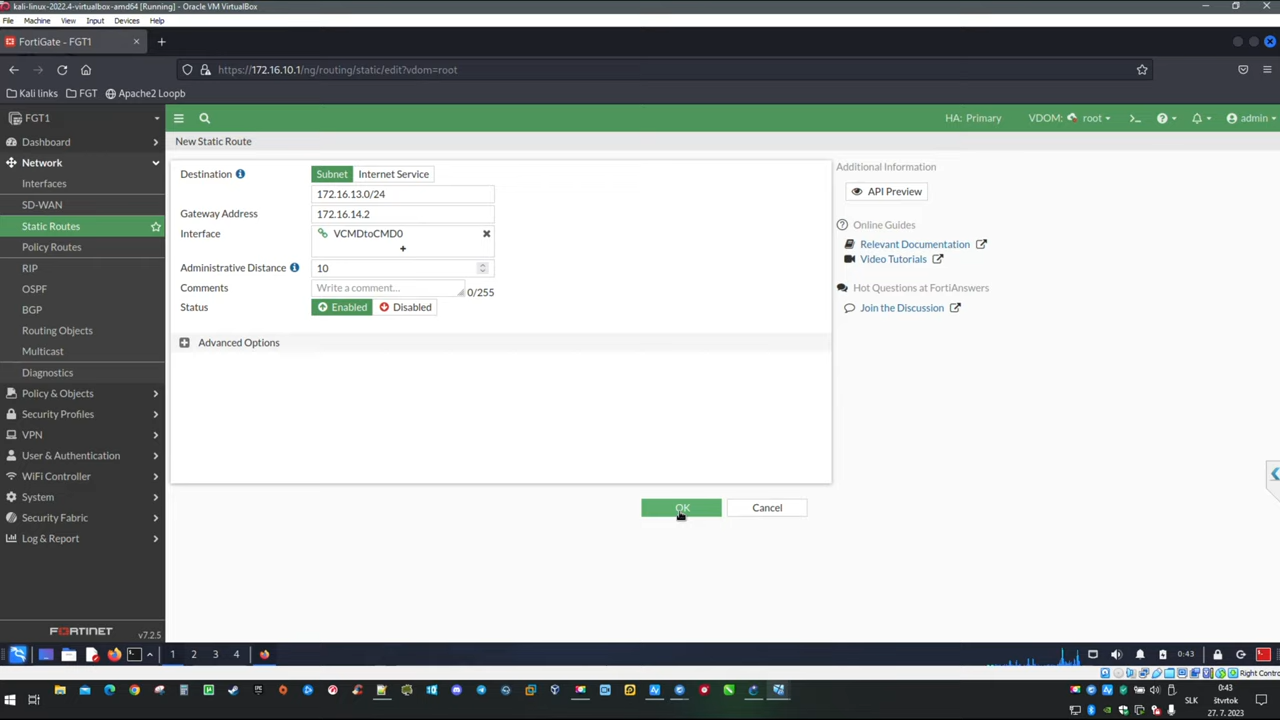 kali-linux-2022.4-virtualbox-amd64 [Running] - Oracle VM VirtualBox
File Machine View Input Devices Help
FortiGate - FGT1
https://172.16.10.1/ng/routing/static/edit?vdom=root
Kali links FGT Apache2 Loopb
FGT1
HA: Primary VDOM: root admin
Dashboard
Network
Interfaces
SD-WAN
Static Routes
Policy Routes
RIP
OSPF
BGP
Routing Objects
Multicast
Diagnostics
Policy & Objects
Security Profiles
VPN
User & Authentication
WiFi Controller
System
Security Fabric
Log & Report
FORTINET v7.2.5
New Static Route
Destination Subnet Internet Service
172.16.13.0/24
Gateway Address 172.16.14.2
Interface VCMDtoCMD0
Administrative Distance 10
Comments Write a comment... 0/255
Status Enabled Disabled
Advanced Options
OK Cancel
Additional Information
API Preview
Online Guides
Relevant Documentation
Video Tutorials
Hot Questions at FortiAnswers
Join the Discussion
1 2 3 4 0:43
Right Control
0:43
SLK štvrtok
27. 7. 2023